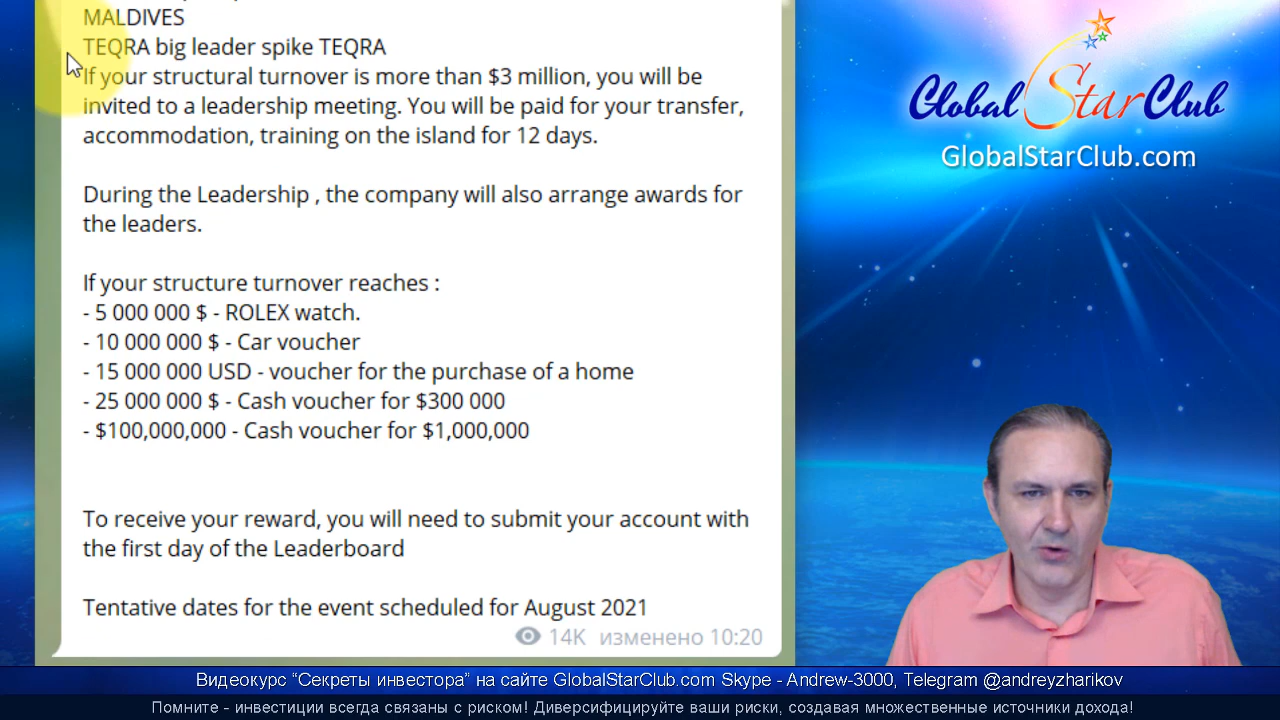 MALDIVES
TEQRA big leader spike TEQRA
If your structural turnover is more than $3 million, you will be
invited to a leadership meeting. You will be paid for your transfer,
accommodation, training on the island for 12 days.
During the Leadership , the company will also arrange awards for
the leaders.
If your structure turnover reaches :
- 5 000 000 $ - ROLEX watch.
- 10 000 000 $ - Car voucher
- 15 000 000 USD - voucher for the purchase of a home
- 25 000 000 $ - Cash voucher for $300 000
- $100,000,000 - Cash voucher for $1,000,000
To receive your reward, you will need to submit your account with
the first day of the Leaderboard
Tentative dates for the event scheduled for August 2021
14K изменено 10:20
Global Star Club
GlobalStarClub.com
Видеокурс “Секреты инвестора” на сайте GlobalStarClub.com Skype - Andrew-3000, Telegram @andreyzharikov
Помните - инвестиции всегда связаны с риском! Диверсифицируйте ваши риски, создавая множественные источники дохода!